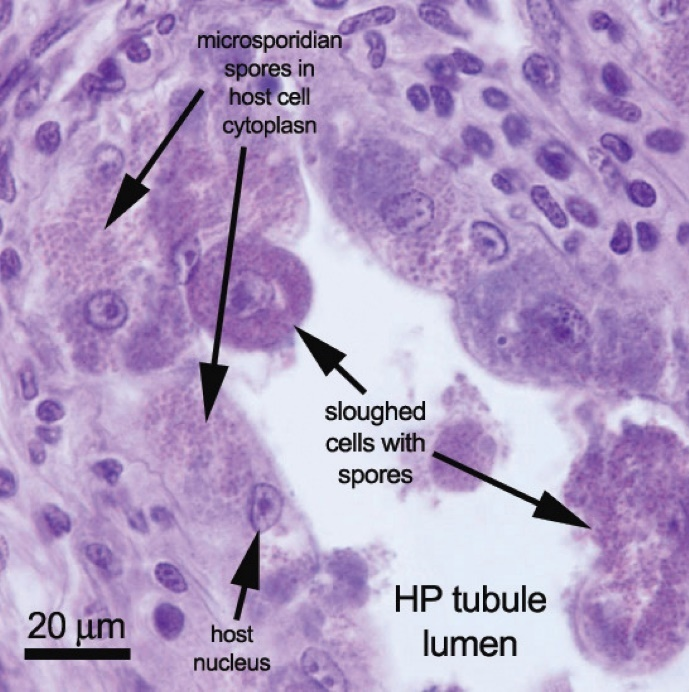 microsporidian
spores in
host cell
cytoplasn
sloughed
cells with
spores
HP tubule
lumen
20 µm
host
nucleus